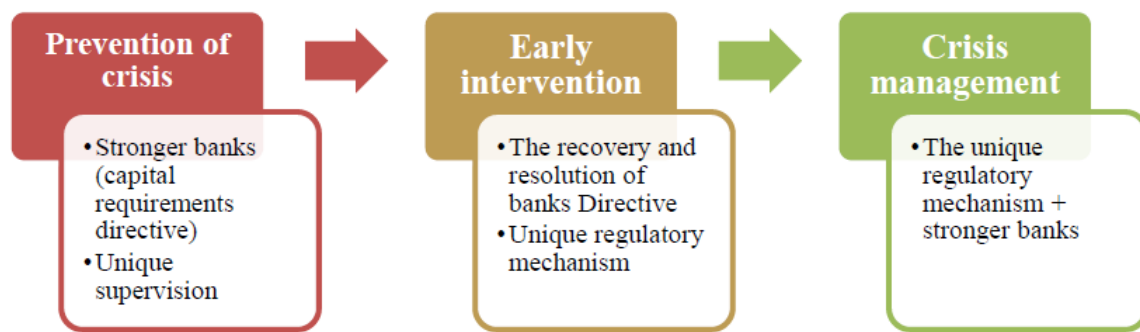 Prevention of
crisis
•Stronger banks
(capital
requirements
directive)
•Unique
supervision
Early
intervention
•The recovery and
resolution of
banks Directive
•Unique regulatory
mechanism
Crisis
management
•The unique
regulatory
mechanism +
stronger banks